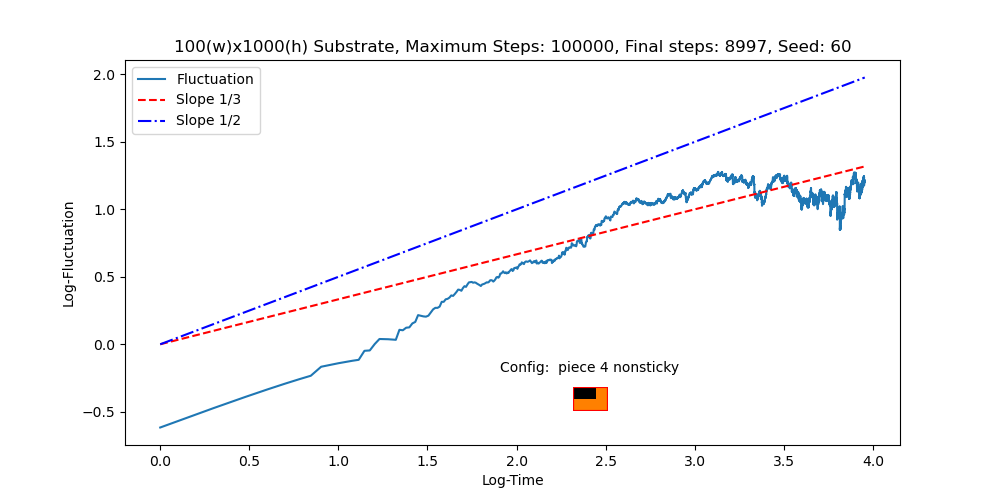 100(w)x1000(h) Substrate, Maximum Steps: 100000, Final steps: 8997, Seed: 60
Fluctuation
Slope 1/3
Slope 1/2
2.0
1.5
1.0
0.5
0.0
−0.5
Log-Fluctuation
Config:  piece 4 nonsticky
0.0 0.5 1.0 1.5 2.0 2.5 3.0 3.5 4.0
Log-Time